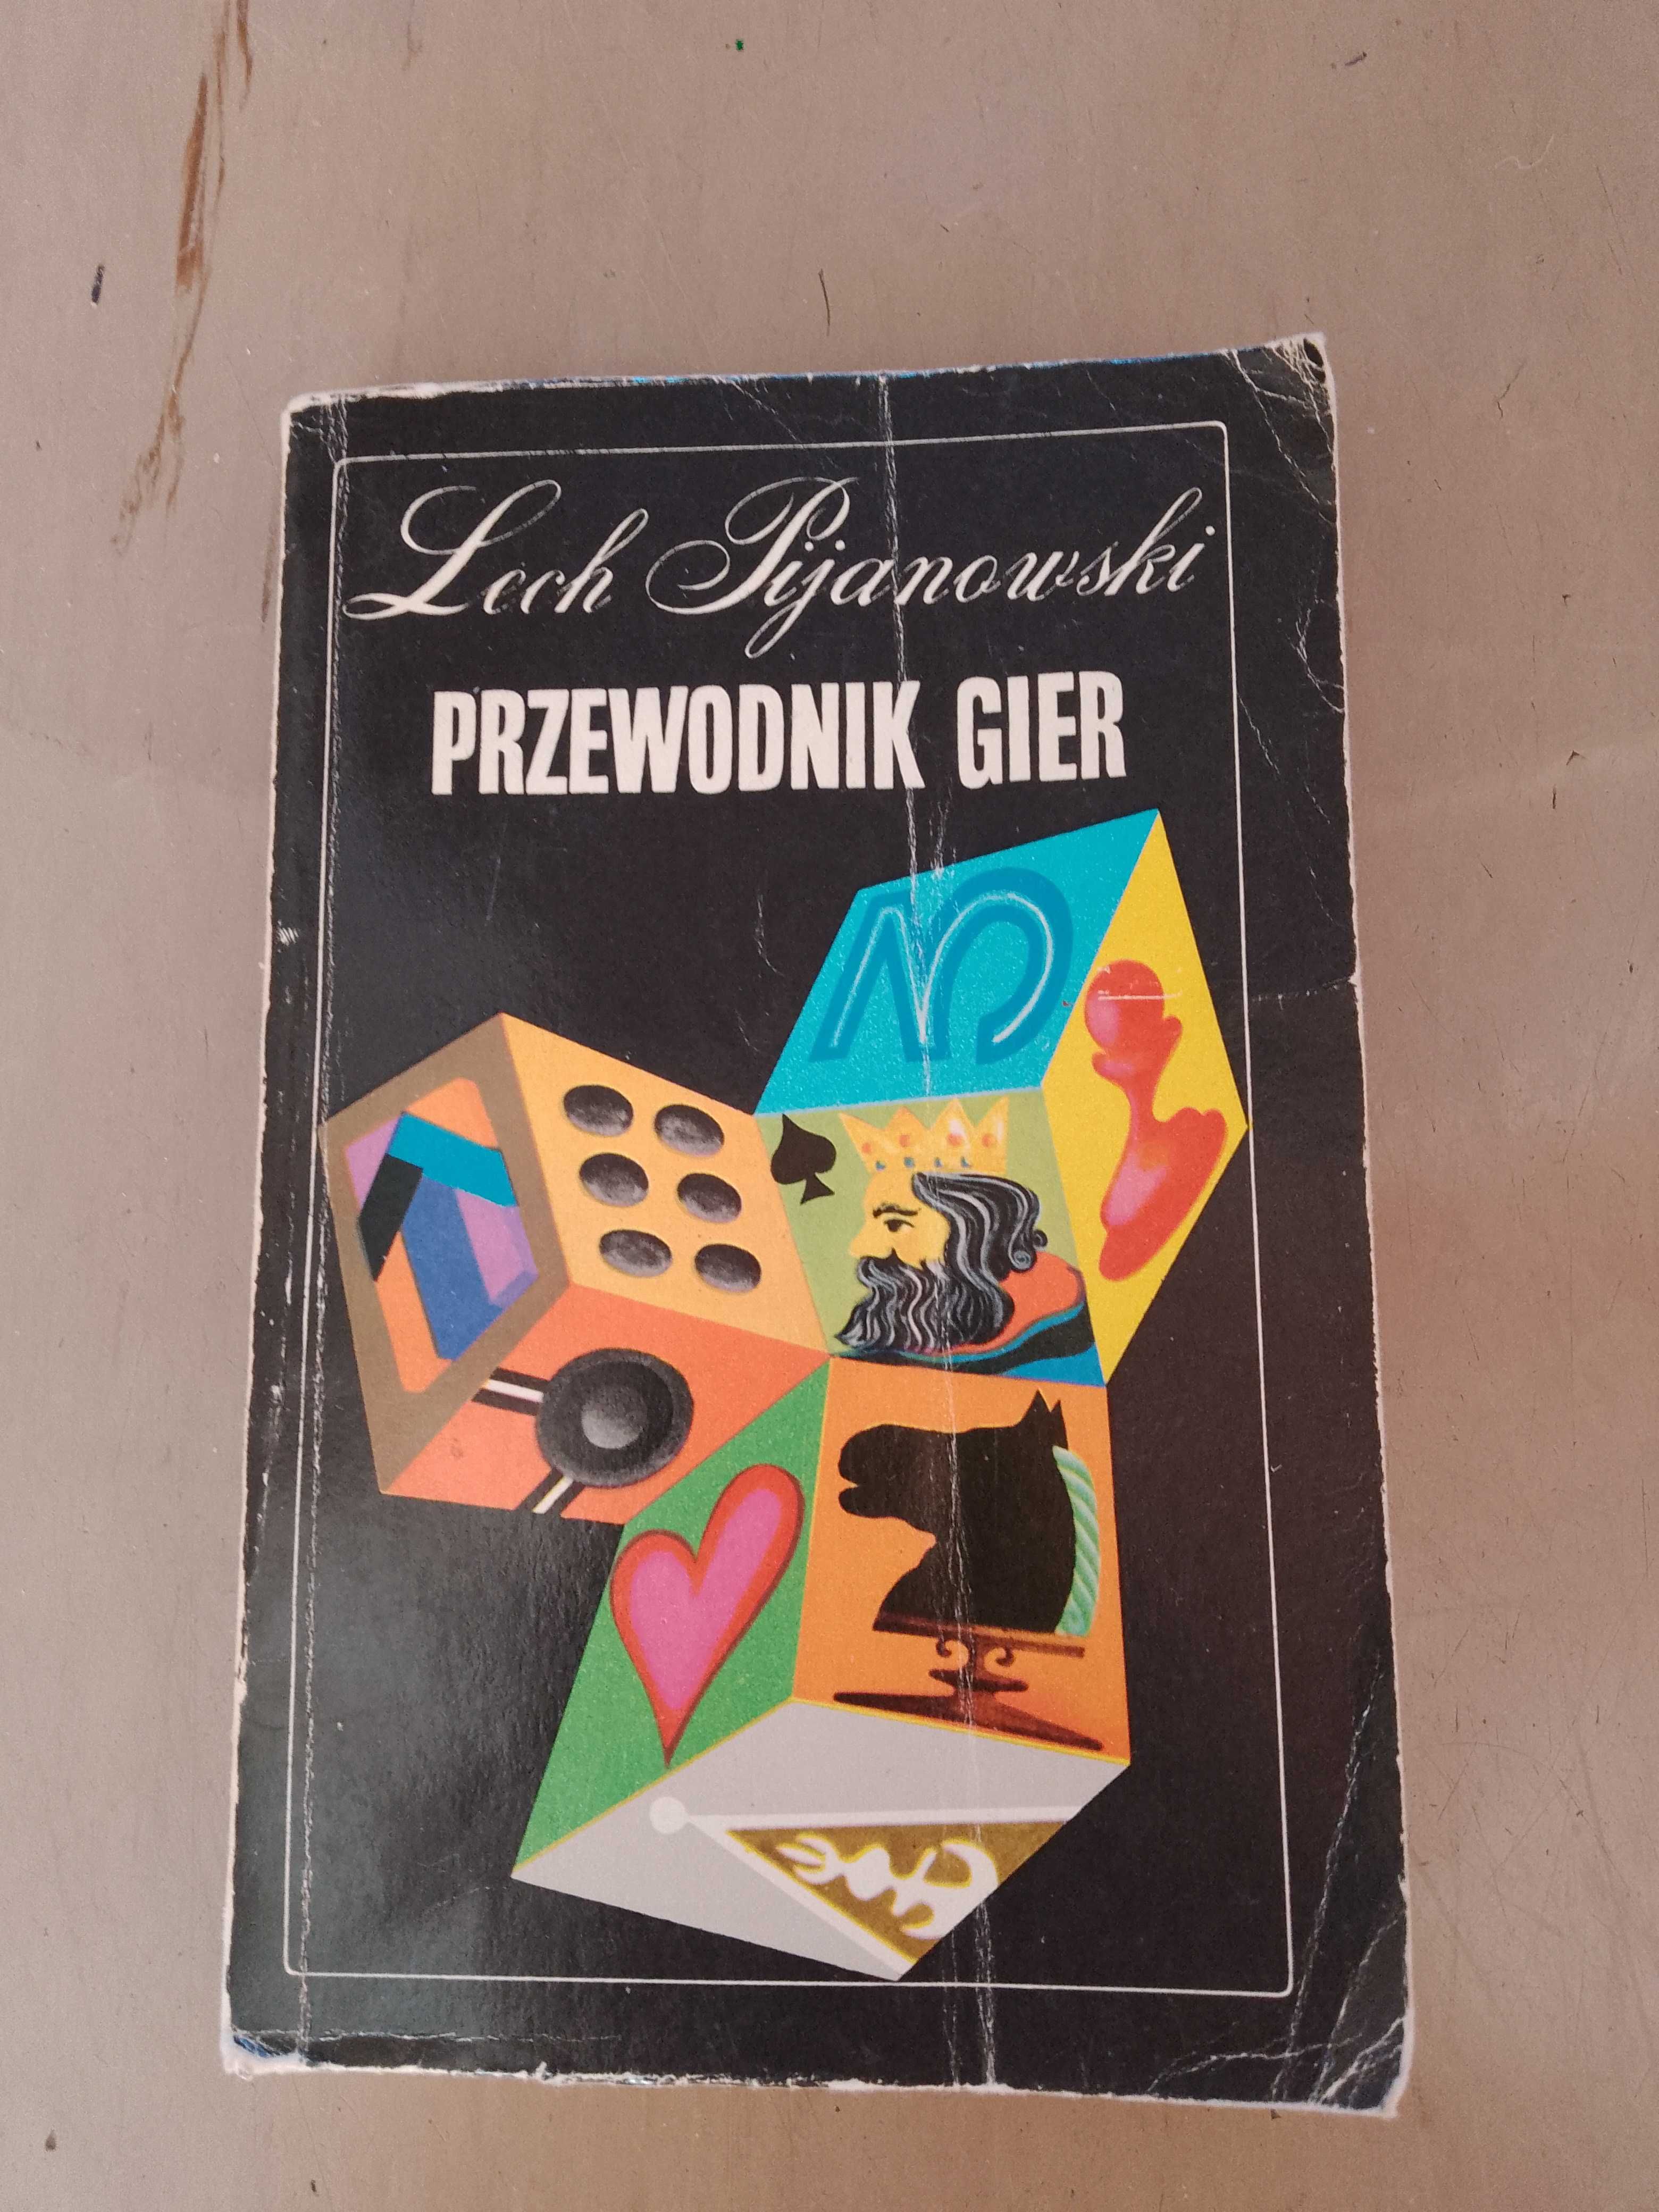 Lech Pijanowski
PRZEWODNIK GIER